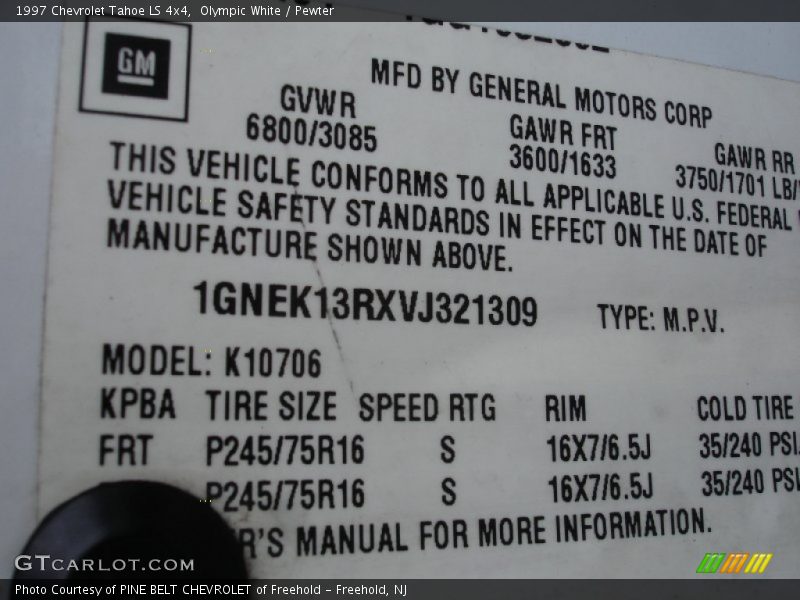 1997 Chevrolet Tahoe LS 4x4, Olympic White / Pewter
GM
MFD BY GENERAL MOTORS CORP
GVWR GAWR FRT GAWR RR
6800/3085 3600/1633 3750/1701 LB/
THIS VEHICLE CONFORMS TO ALL APPLICABLE U.S. FEDERAL
VEHICLE SAFETY STANDARDS IN EFFECT ON THE DATE OF
MANUFACTURE SHOWN ABOVE.
1GNEK13RXVJ321309 TYPE: M.P.V.
MODEL: K10706
KPBA TIRE SIZE SPEED RTG RIM COLD TIRE
FRT P245/75R16 S 16X7/6.5J 35/240 PSI
P245/75R16 S 16X7/6.5J 35/240 PSI
R'S MANUAL FOR MORE INFORMATION.
GTCARLOT.COM
Photo Courtesy of PINE BELT CHEVROLET of Freehold - Freehold, NJ